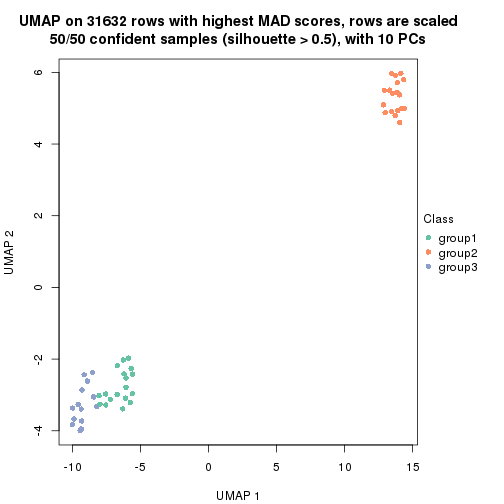 UMAP on 31632 rows with highest MAD scores, rows are scaled
50/50 confident samples (silhouette > 0.5), with 10 PCs
6
4
2
0
-2
-4
UMAP 2
-10
-5
0
5
10
15
UMAP 1
Class
group1
group2
group3